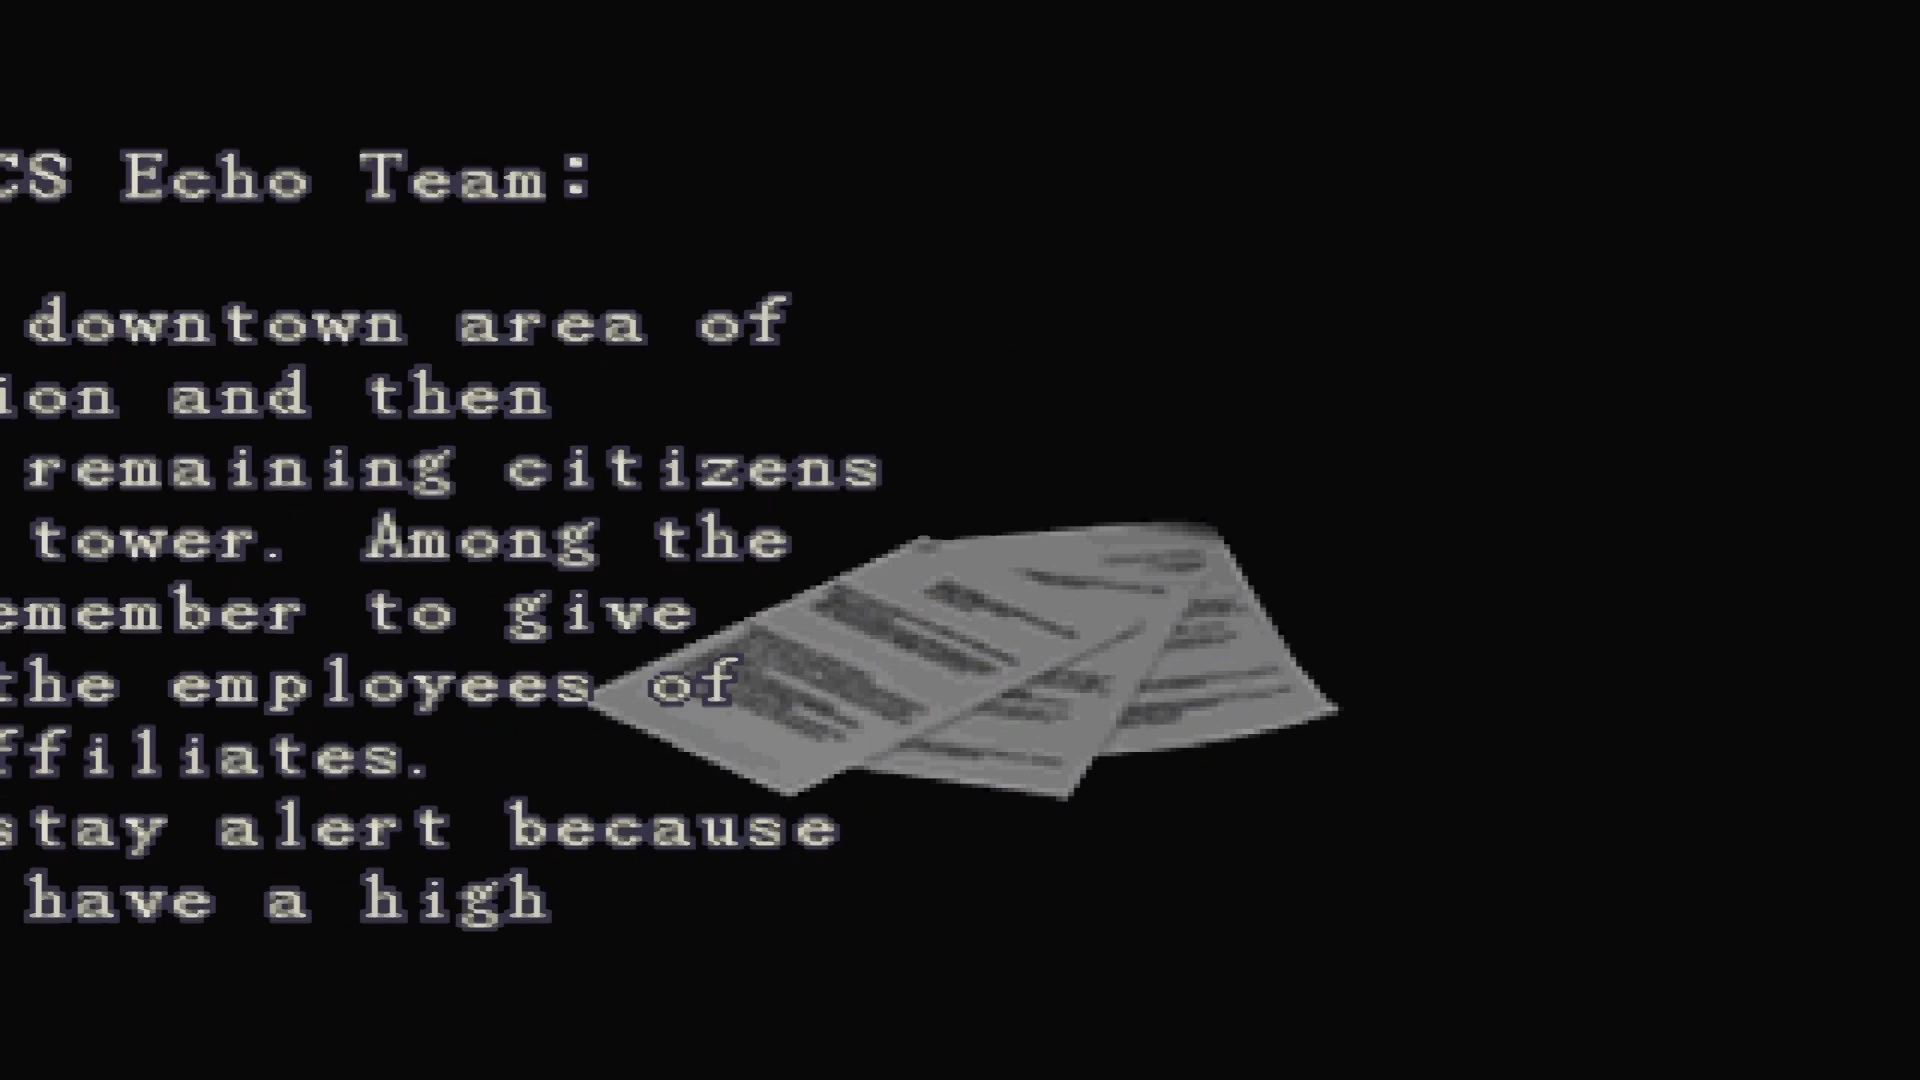 CS Echo Team:
downtown area of
ion and then
remaining citizens
tower. Among the
emember to give
the employees of
ffiliates.
stay alert because
have a high